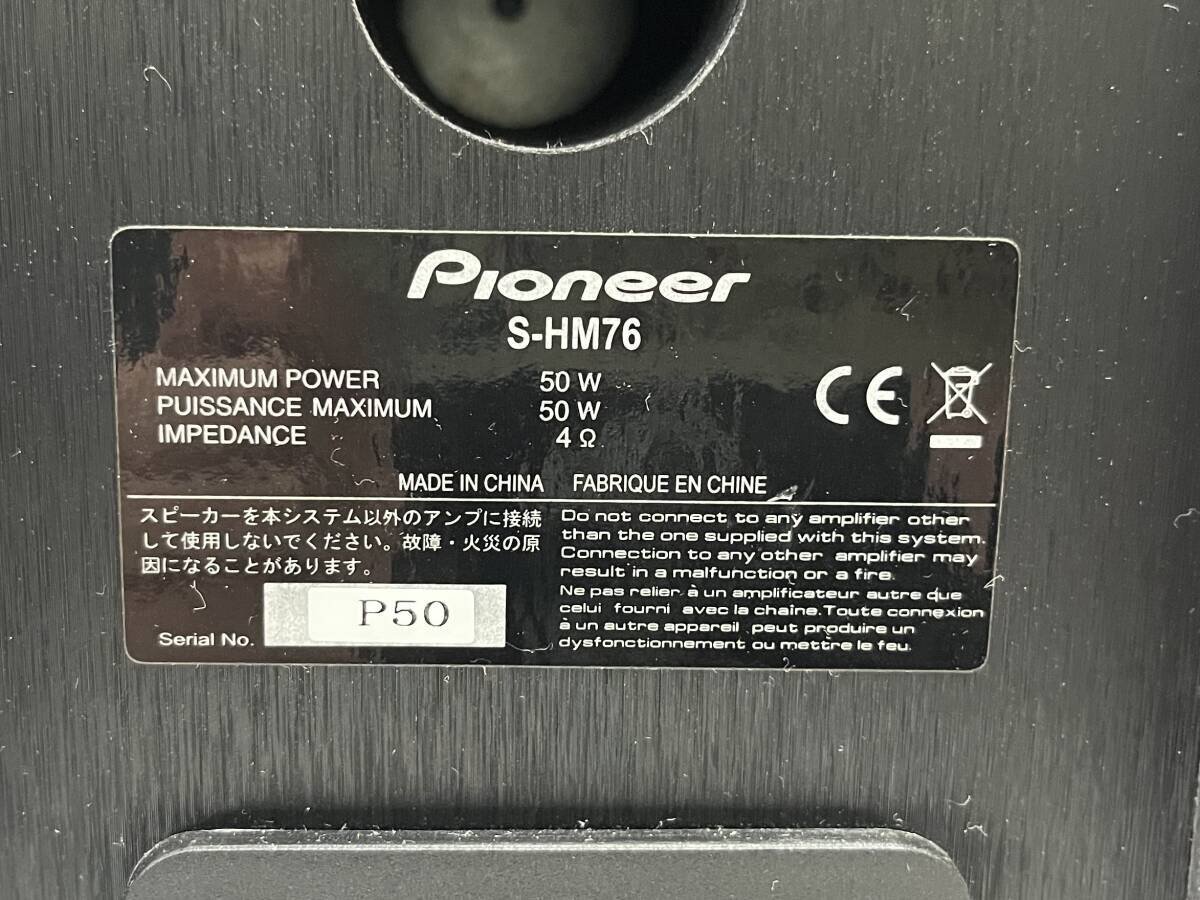 Pioneer
S-HM76
MAXIMUM POWER 50 W
PUISSANCE MAXIMUM 50 W
IMPEDANCE 4 Ω
CE
MADE IN CHINA FABRIQUE EN CHINE
スピーカーを本システム以外のアンプに接続
して使用しないでください。故障・火災の原
因になることがあります。
Serial No. P50
Do not connect to any amplifier other
than the one supplied with this system.
Connection to any other amplifier may
result in a malfunction or a fire.
Ne pas relier à un amplificateur autre que
celui fourni avec la chaîne.Toute connexion
à un autre appareil peut produire un
dysfonctionnement ou mettre le feu.